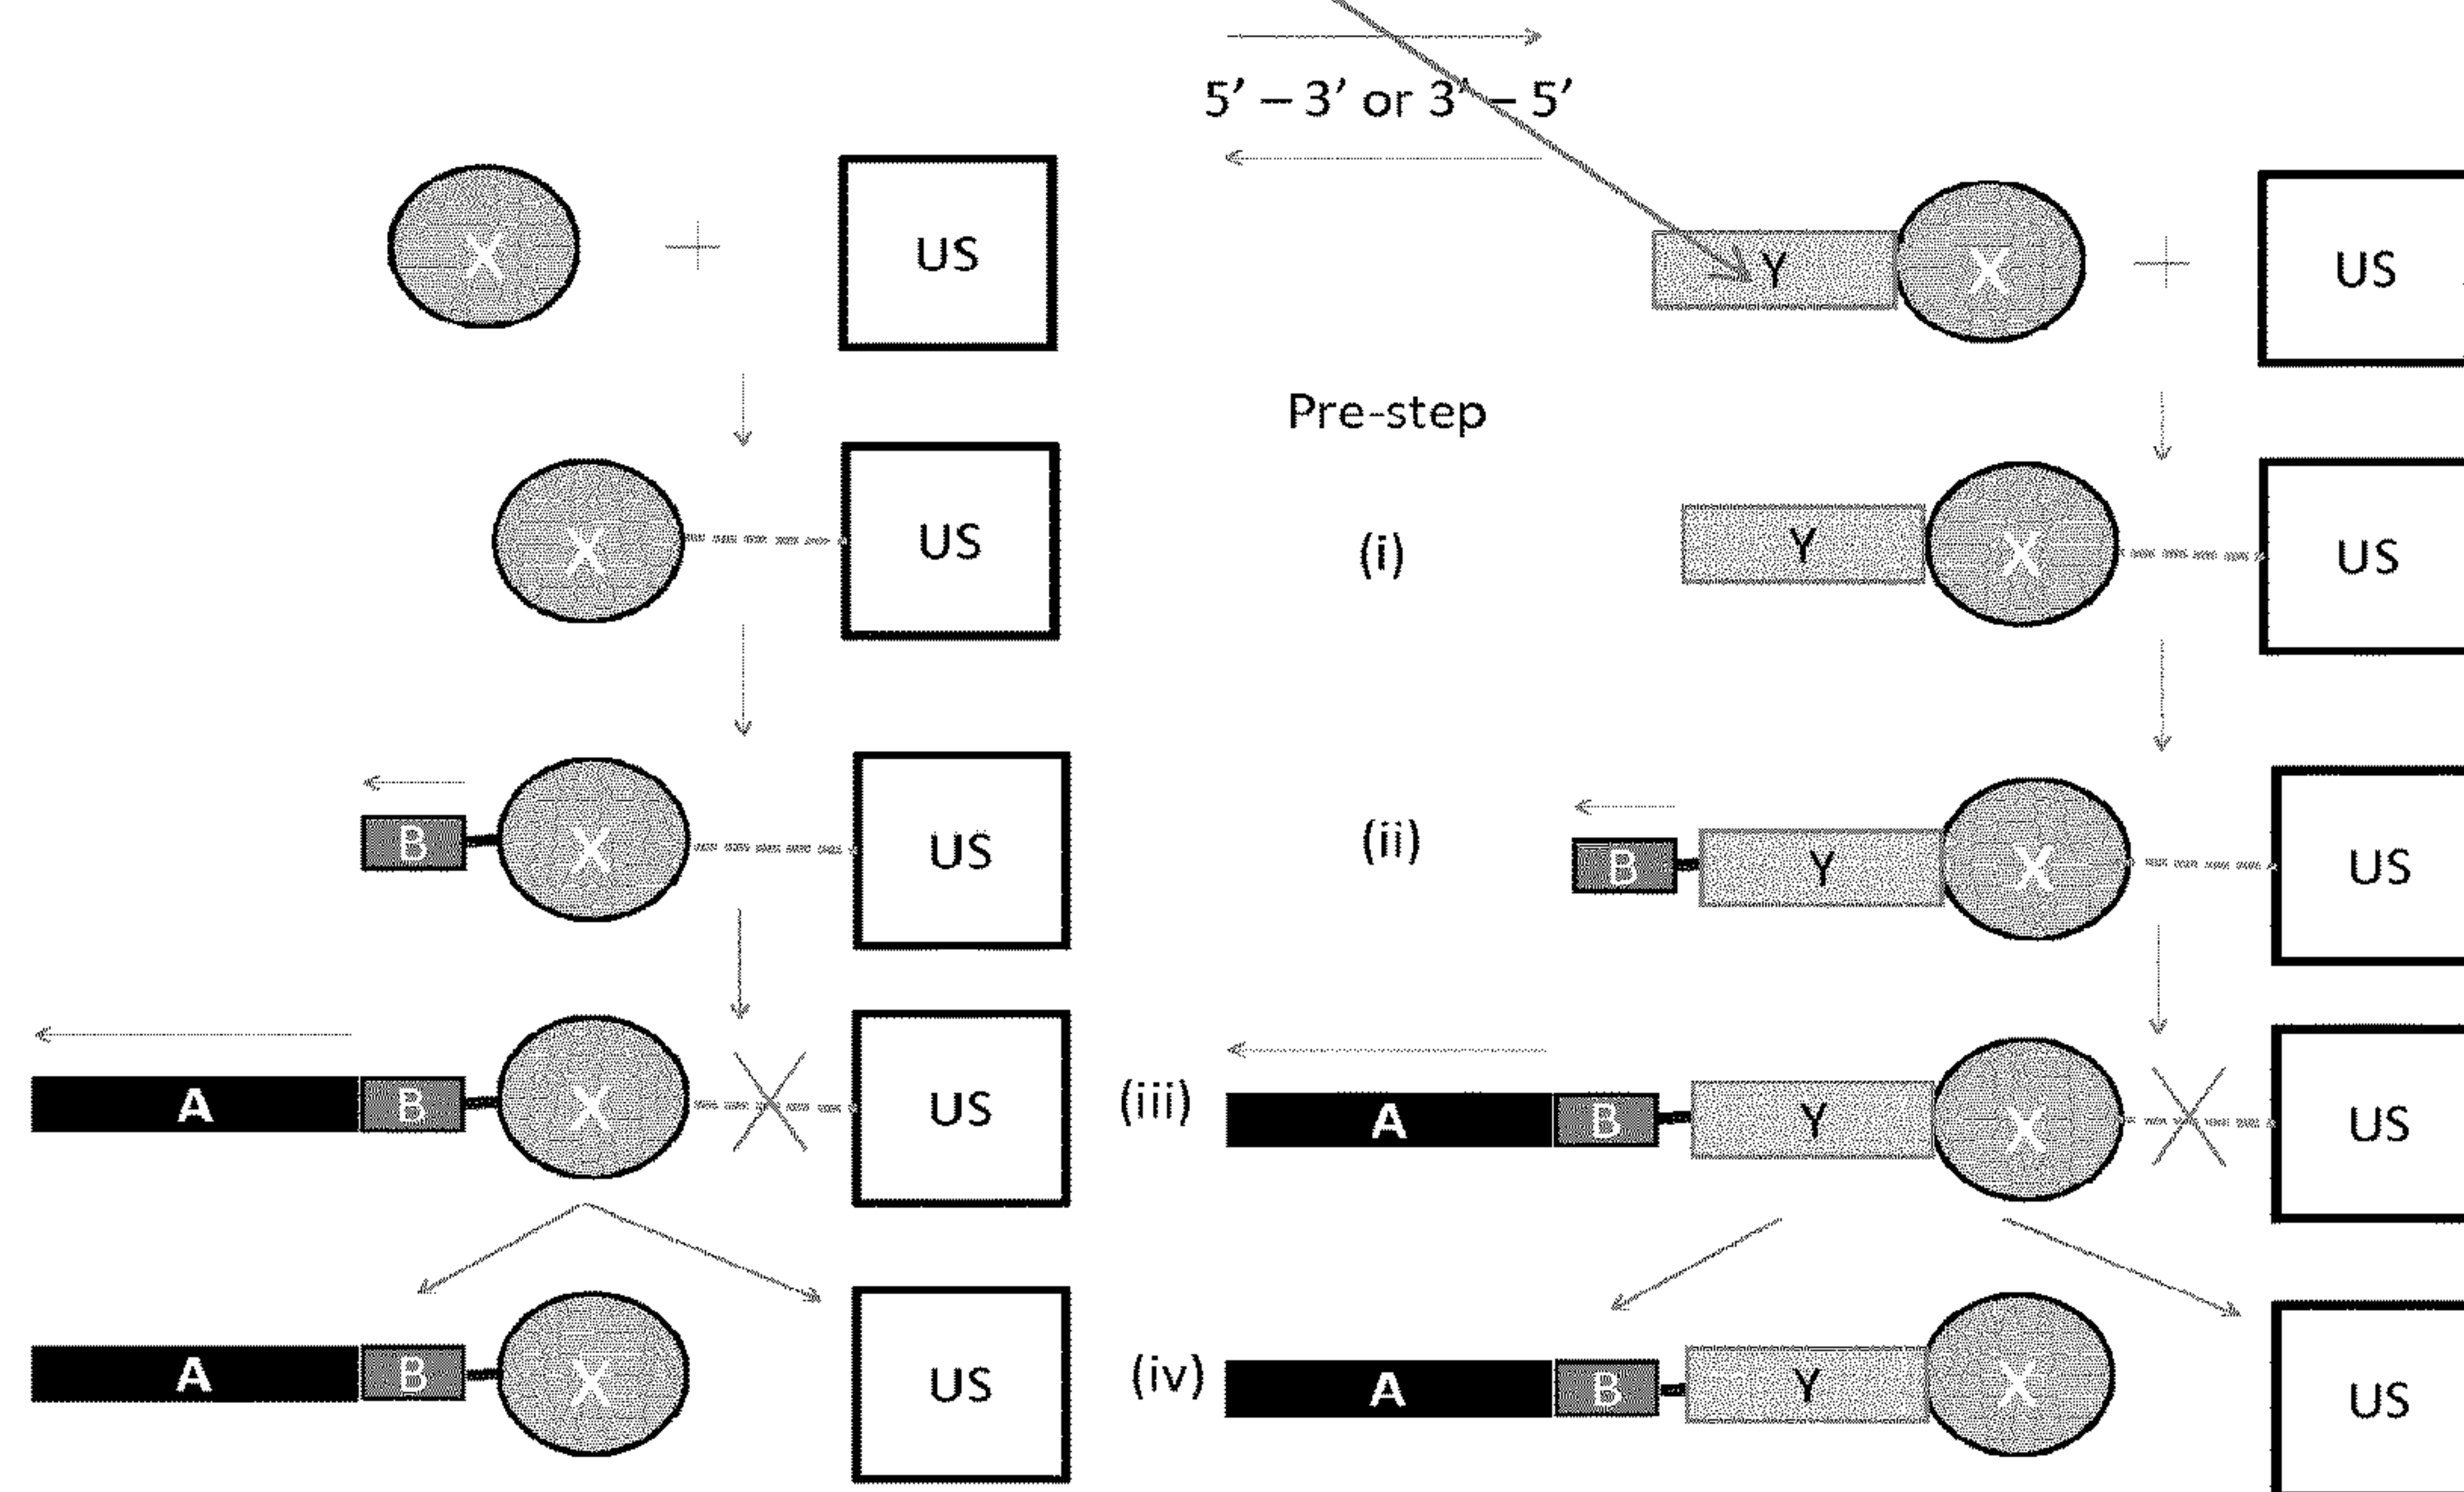 5’ – 3’ or 3’ – 5’
X US
Y X US
Pre-step
X US
(i)
Y X US
B X US
(ii)
B Y X US
A B X US
(iii)
A B Y X US
A B X US
(iv)
A B Y X US